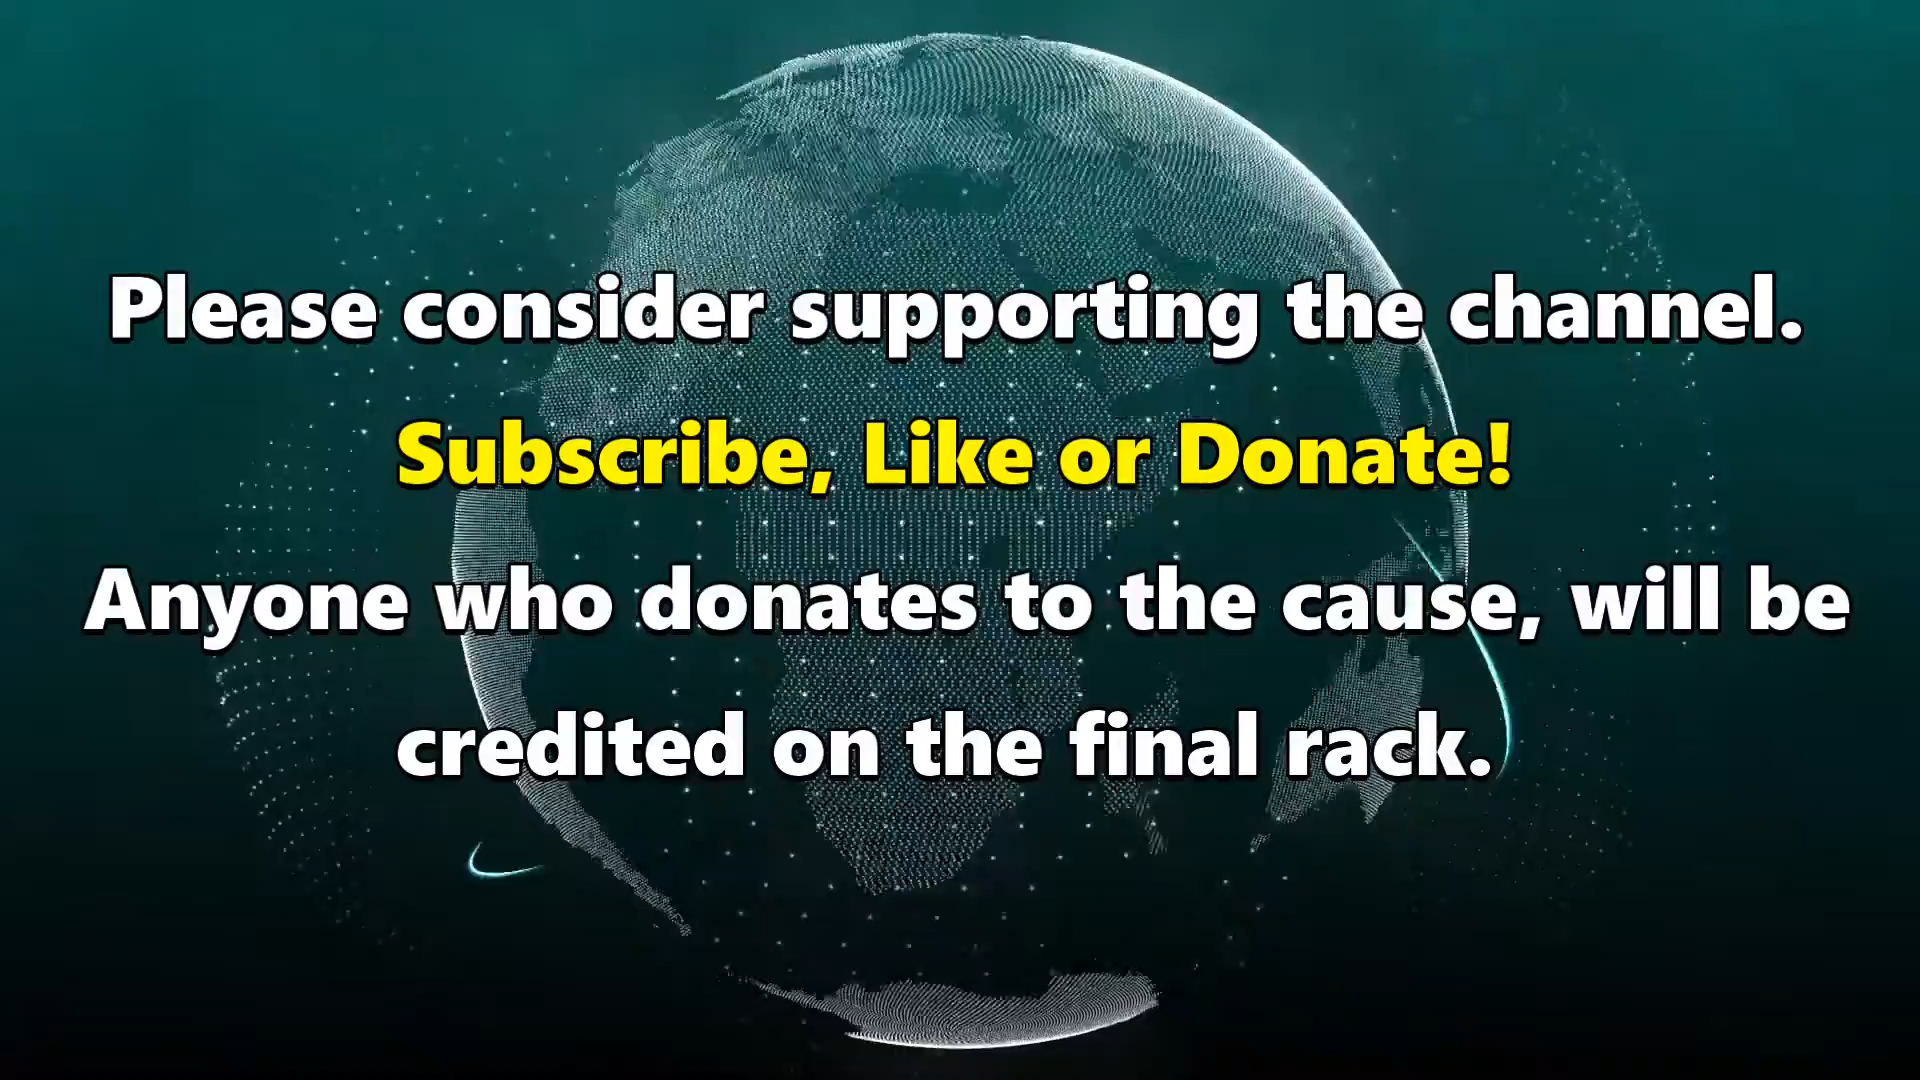 Please consider supporting the channel.
Subscribe, Like or Donate!
Anyone who donates to the cause, will be
credited on the final rack.